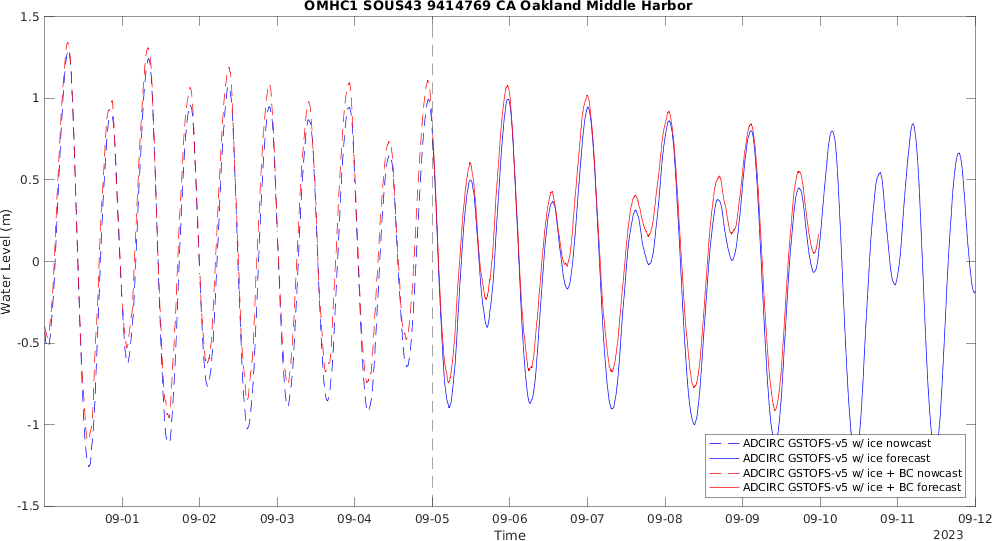 OMHC1 SOUS43 9414769 CA Oakland Middle Harbor
1.5
1
0.5
0
-0.5
-1
-1.5
Water Level (m)
ADCIRC GSTOFS-v5 w/ ice nowcast
ADCIRC GSTOFS-v5 w/ ice forecast
ADCIRC GSTOFS-v5 w/ ice + BC nowcast
ADCIRC GSTOFS-v5 w/ ice + BC forecast
09-01 09-02 09-03 09-04 09-05 09-06 09-07 09-08 09-09 09-10 09-11 09-12
Time
2023